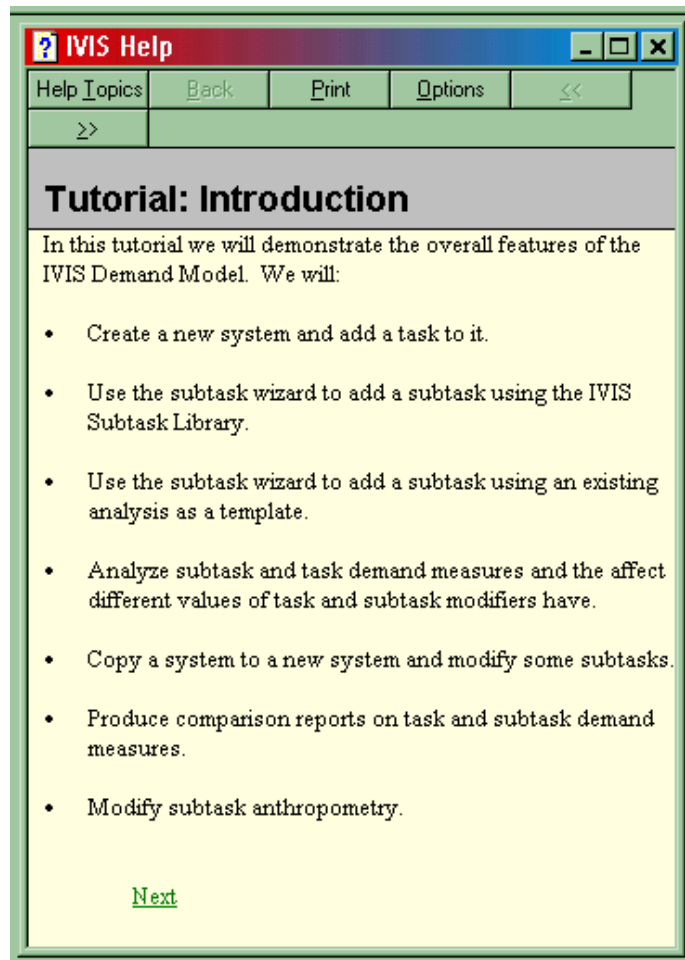 IVIS Help
Help Topics Back Print Options <<
>>
Tutorial: Introduction
In this tutorial we will demonstrate the overall features of the
IVIS Demand Model. We will:
• Create a new system and add a task to it.
• Use the subtask wizard to add a subtask using the IVIS
Subtask Library.
• Use the subtask wizard to add a subtask using an existing
analysis as a template.
• Analyze subtask and task demand measures and the affect
different values of task and subtask modifiers have.
• Copy a system to a new system and modify some subtasks.
• Produce comparison reports on task and subtask demand
measures.
• Modify subtask anthropometry.
Next